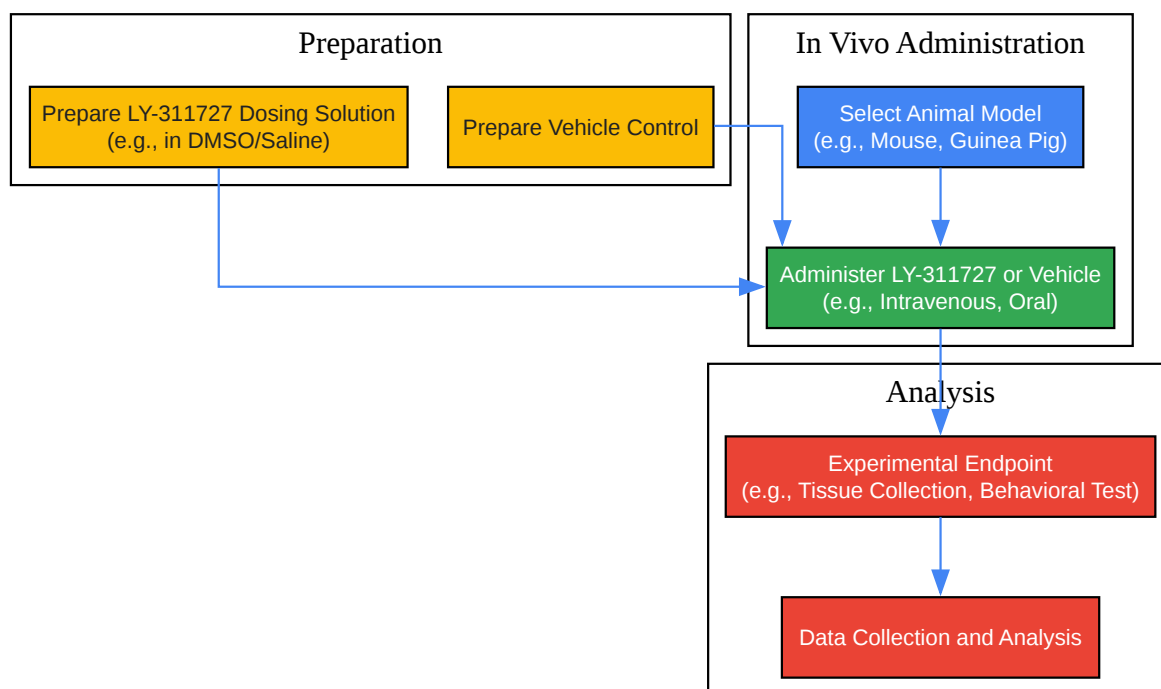 Preparation
Prepare LY-311727 Dosing Solution
(e.g., in DMSO/Saline)
Prepare Vehicle Control
In Vivo Administration
Select Animal Model
(e.g., Mouse, Guinea Pig)
Administer LY-311727 or Vehicle
(e.g., Intravenous, Oral)
Analysis
Experimental Endpoint
(e.g., Tissue Collection, Behavioral Test)
Data Collection and Analysis